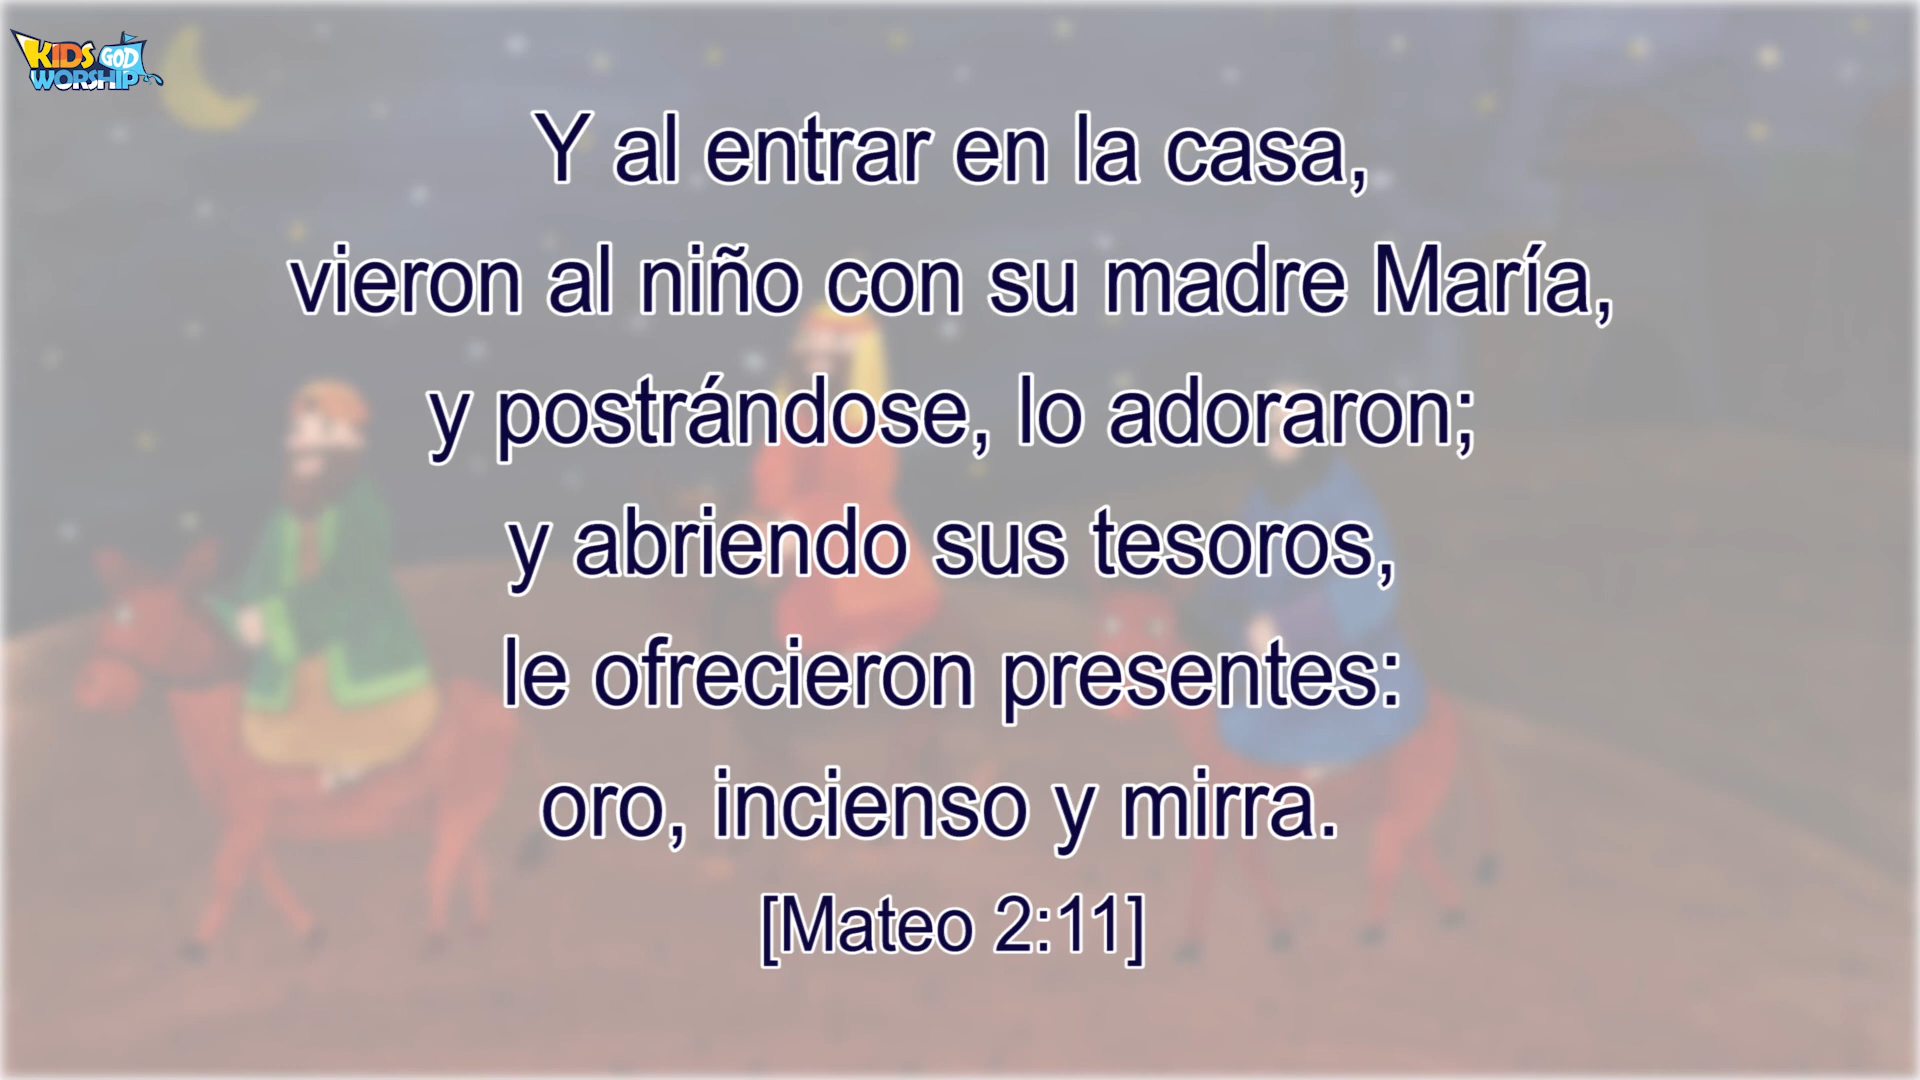 KIDS GOD
WORSHIP
Y al entrar en la casa,
vieron al niño con su madre María,
y postrándose, lo adoraron;
y abriendo sus tesoros,
le ofrecieron presentes:
oro, incienso y mirra.
[Mateo 2:11]